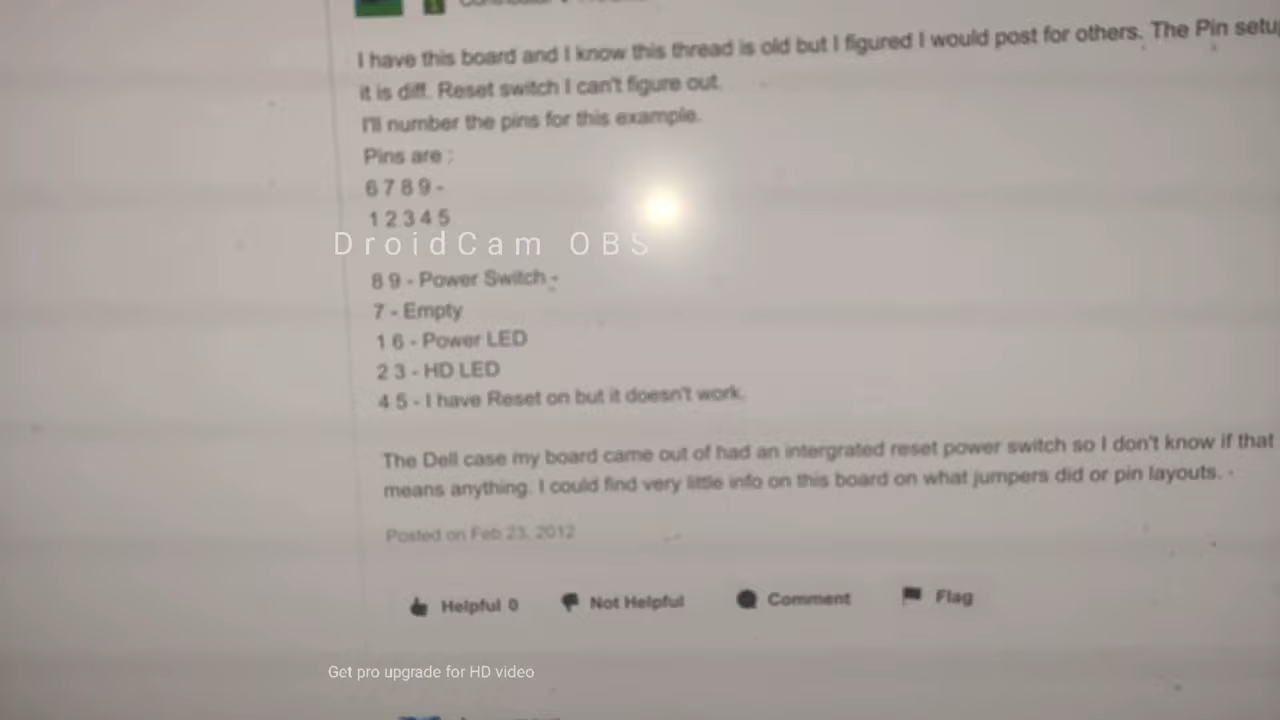 I have this board and I know this thread is old but I figured I would post for others. The Pin setu
it is diff. Reset switch I can't figure out.
I'll number the pins for this example.
Pins are :
6 7 8 9 -
1 2 3 4 5
DroidCam OBS
8 9 - Power Switch -
7 - Empty
1 6 - Power LED
2 3 - HD LED
4 5 - I have Reset on but it doesn't work.
The Dell case my board came out of had an intergrated reset power switch so I don't know if that
means anything. I could find very little info on this board on what jumpers did or pin layouts. -
Posted on Feb 23, 2012
Helpful 0 Not Helpful Comment Flag
Get pro upgrade for HD video